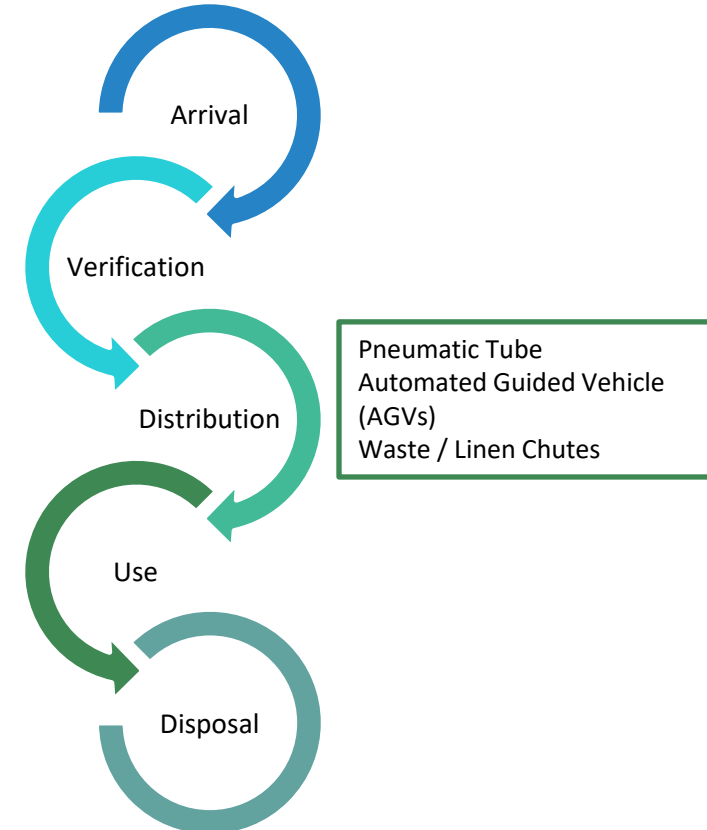 Arrival
Verification
Distribution
Pneumatic Tube
Automated Guided Vehicle
(AGVs)
Waste / Linen Chutes
Use
Disposal